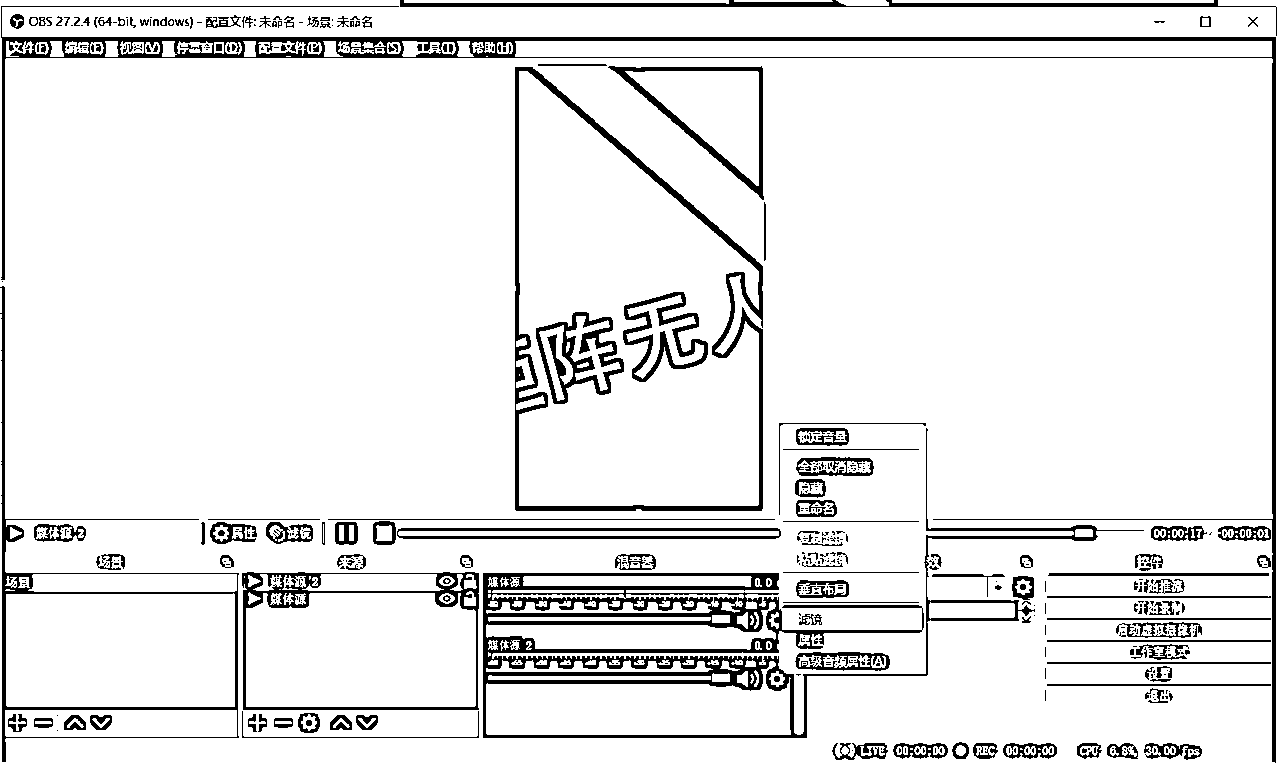 OBS 27.2.4 (64-bit, windows) - 配置文件: 未命名 - 场景: 未命名
文件(F) 编辑(E) 视图(V) 停靠窗口(D) 配置文件(P) 场景集合(S) 工具(T) 帮助(H)
矩阵无人
锁定音量
全部取消隐藏
隐藏
重命名
复制滤镜
粘贴滤镜
垂直布局
滤镜
属性
高级音频属性(A)
媒体源 2 属性 滤镜 00:00:17 -00:00:01
场景 来源 混音器 效 控件
场景
媒体源 2
媒体源
媒体源 0.0
媒体源 2 0.0
开始推流
开始录制
启动虚拟摄像机
工作室模式
设置
退出
LIVE 00:00:00 REC 00:00:00 CPU 6.8% 30.00 fps